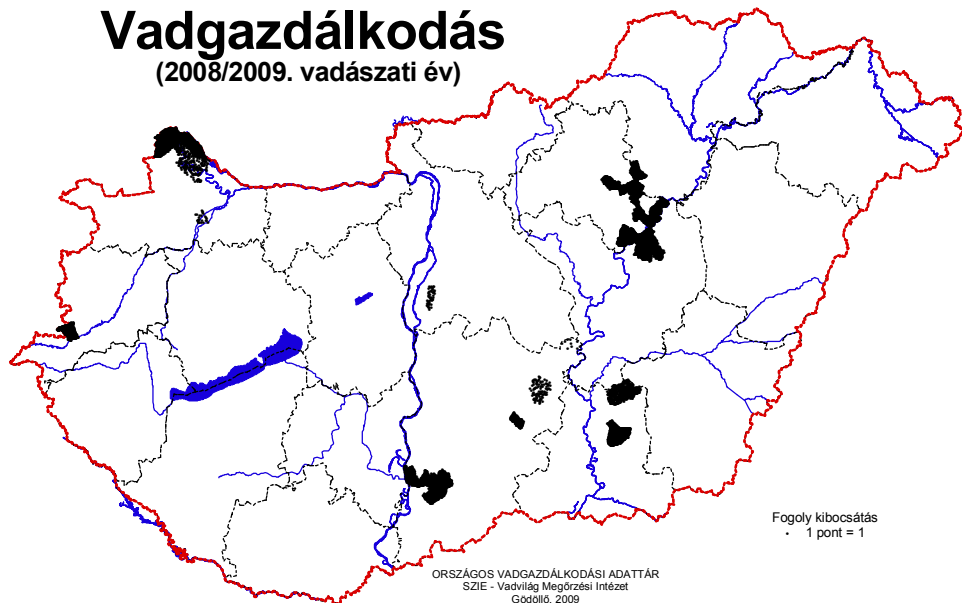 Vadgazdálkodás
(2008/2009. vadászati év)
Fogoly kibocsátás
· 1 pont = 1
ORSZÁGOS VADGAZDÁLKODÁSI ADATTÁR
SZIE - Vadvilág Megőrzési Intézet
Gödöllő, 2009